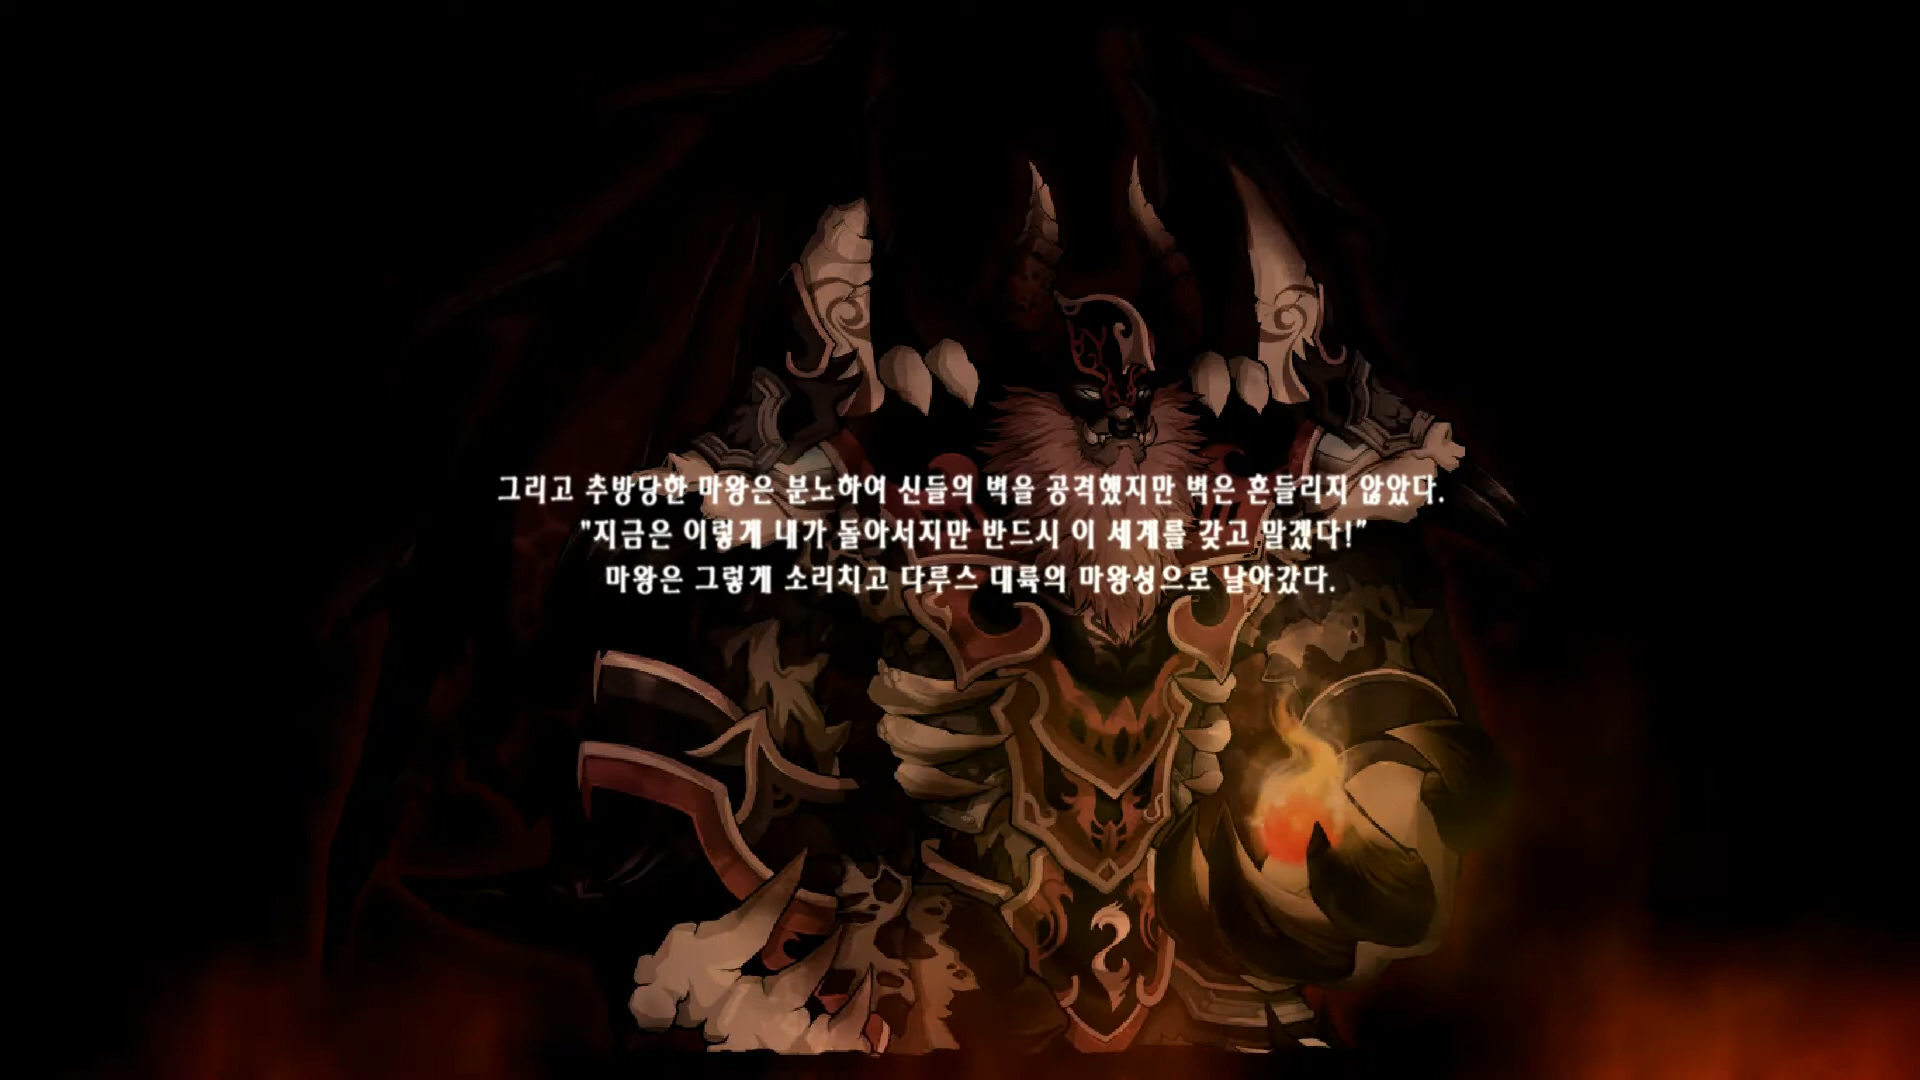 그리고 추방당한 마왕은 분노하여 신들의 벽을 공격했지만 벽은 흔들리지 않았다.
"지금은 이렇게 내가 돌아서지만 반드시 이 세계를 갖고 말겠다!"
마왕은 그렇게 소리치고 다루스 대륙의 마왕성으로 날아갔다.